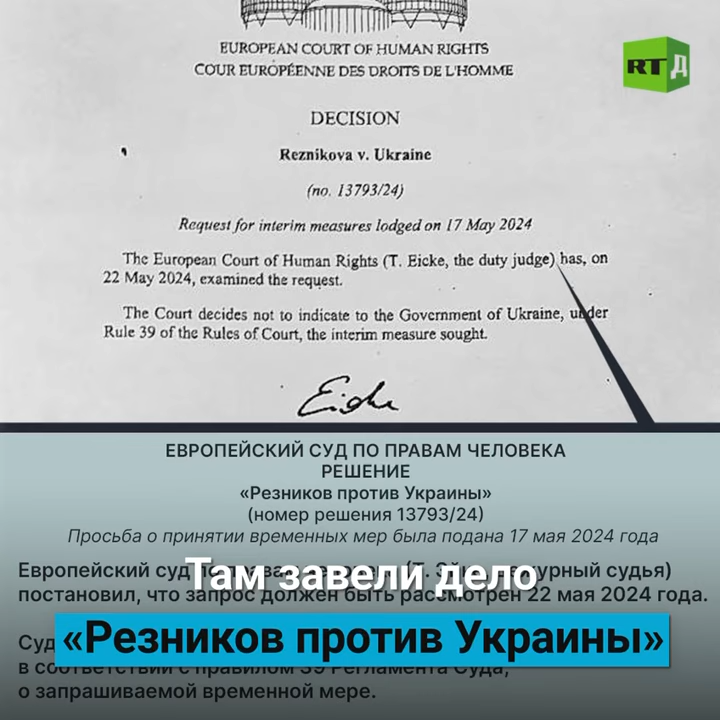 EUROPEAN COURT OF HUMAN RIGHTS
COUR EUROPÉENNE DES DROITS DE L'HOMME
RTД
DECISION
Reznikova v. Ukraine
(no. 13793/24)
Request for interim measures lodged on 17 May 2024
The European Court of Human Rights (T. Eicke, the duty judge) has, on
22 May 2024, examined the request.
The Court decides not to indicate to the Government of Ukraine, under
Rule 39 of the Rules of Court, the interim measure sought.
Eicke
ЕВРОПЕЙСКИЙ СУД ПО ПРАВАМ ЧЕЛОВЕКА
РЕШЕНИЕ
«Резников против Украины»
(номер решения 13793/24)
Просьба о принятии временных мер была подана 17 мая 2024 года
Европейский суд (Т. судья)
Там завели дело
постановил, что запрос должен быть рассмотрен 22 мая 2024 года.
«Резников против Украины»
в соответствии с правилом 39 Регламента Суда,
о запрашиваемой временной мере.